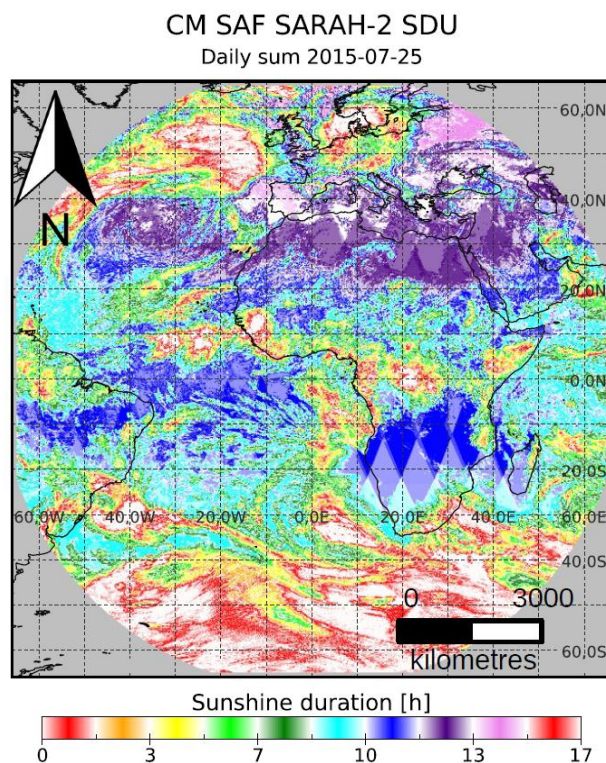 CM SAF SARAH-2 SDU
Daily sum 2015-07-25
N
60,0N
40,0N
20,0N
0,0N
20,0S
60,0W 40,0W 20,0W 0,0E 20,0E 40,0E 60,0E
40,0S
0 3000
kilometres
60,0S
Sunshine duration [h]
0 3 7 10 13 17